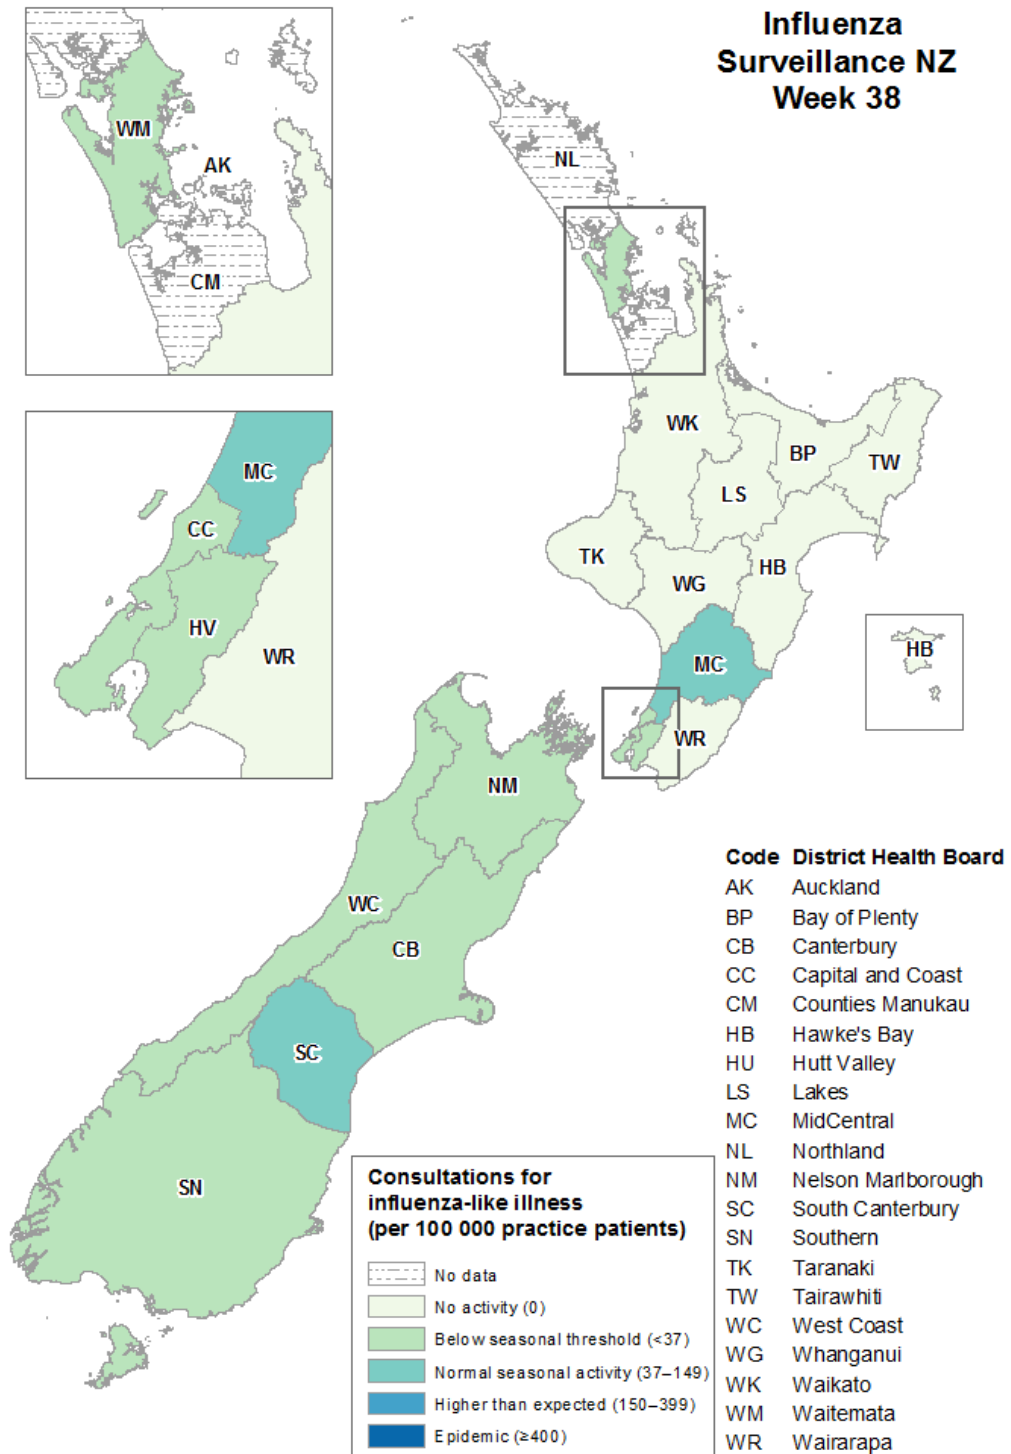 Influenza
Surveillance NZ
Week 38
WM
AK
CM
NL
MC
CC
HV
WR
WK
BP
TW
LS
TK
WG
HB
MC
HB
WR
NM
WC
CB
SC
SN
Code District Health Board
AK Auckland
BP Bay of Plenty
CB Canterbury
CC Capital and Coast
CM Counties Manukau
HB Hawke's Bay
HU Hutt Valley
LS Lakes
MC MidCentral
NL Northland
NM Nelson Marlborough
SC South Canterbury
SN Southern
TK Taranaki
TW Tairawhiti
WC West Coast
WG Whanganui
WK Waikato
WM Waitemata
WR Wairarapa
Consultations for
influenza-like illness
(per 100 000 practice patients)
No data
No activity (0)
Below seasonal threshold (<37)
Normal seasonal activity (37–149)
Higher than expected (150–399)
Epidemic (≥400)